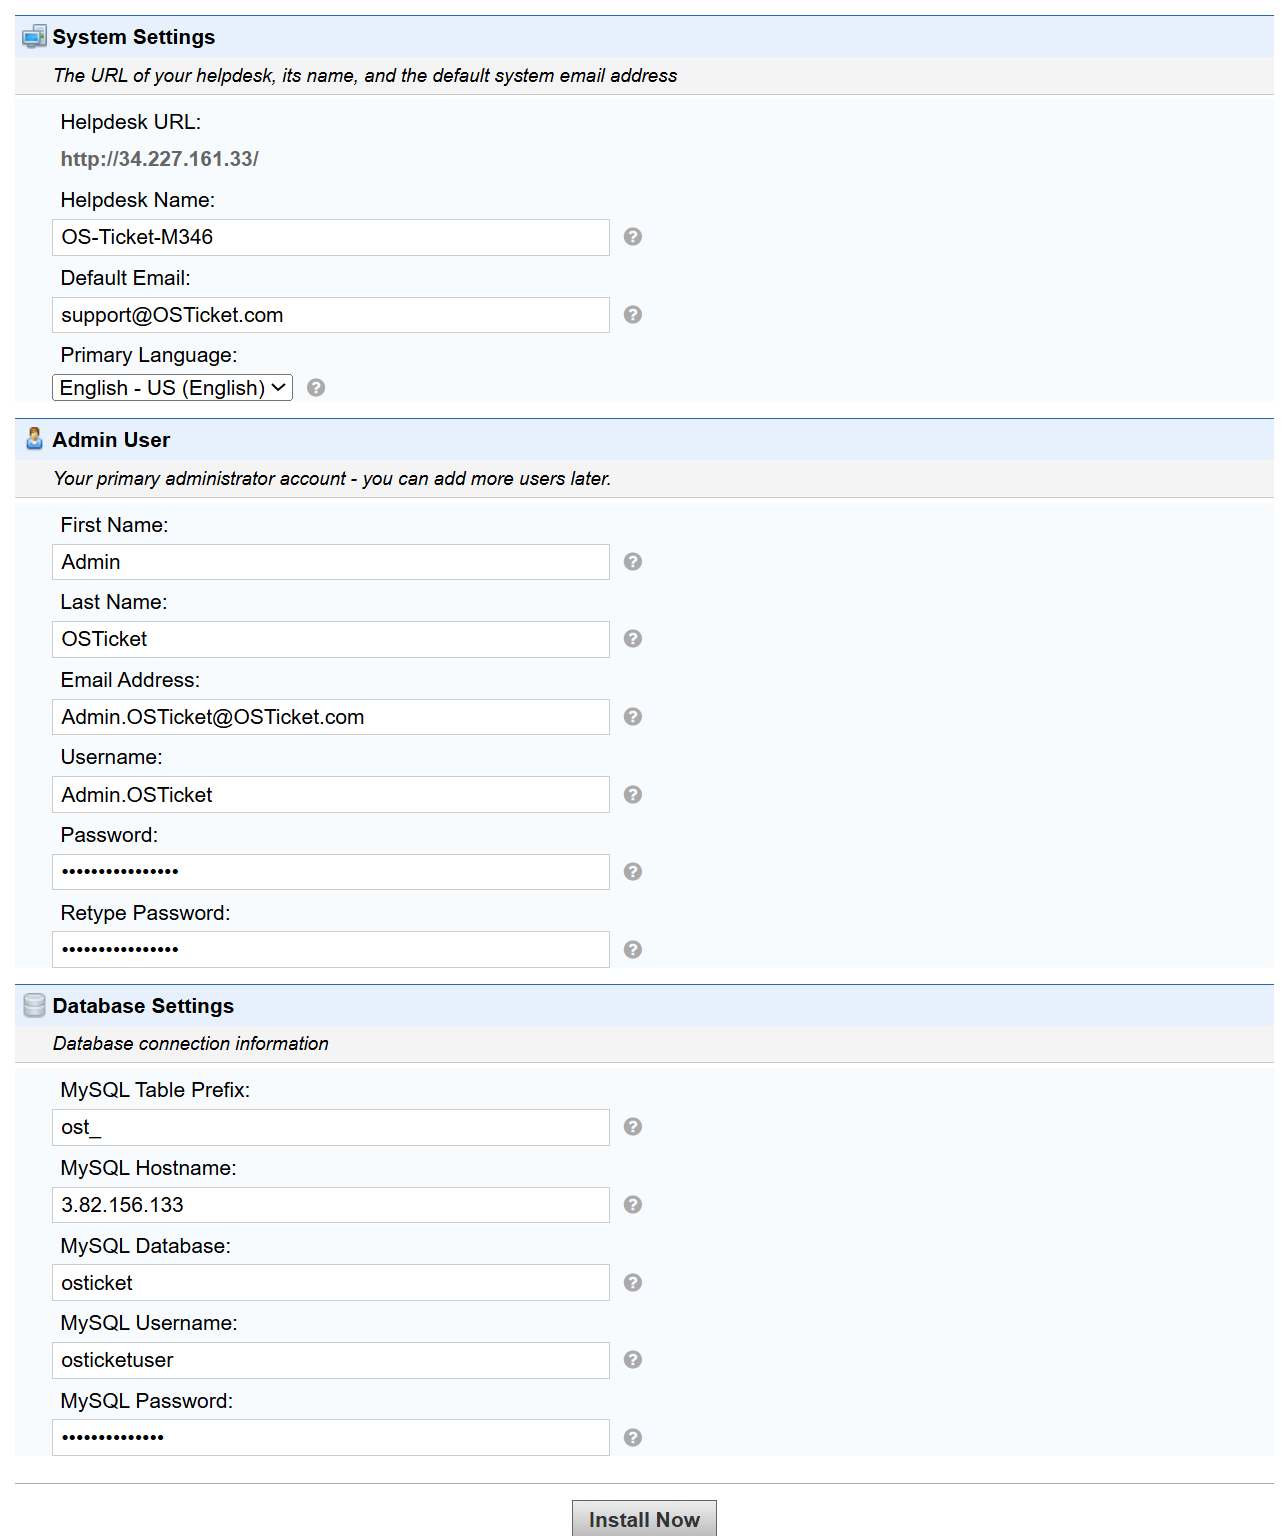 System Settings
The URL of your helpdesk, its name, and the default system email address
Helpdesk URL:
http://34.227.161.33/
Helpdesk Name:
OS-Ticket-M346
Default Email:
support@OSTicket.com
Primary Language:
English - US (English)
Admin User
Your primary administrator account - you can add more users later.
First Name:
Admin
Last Name:
OSTicket
Email Address:
Admin.OSTicket@OSTicket.com
Username:
Admin.OSTicket
Password:
••••••••••••••••
Retype Password:
••••••••••••••••
Database Settings
Database connection information
MySQL Table Prefix:
ost_
MySQL Hostname:
3.82.156.133
MySQL Database:
osticket
MySQL Username:
osticketuser
MySQL Password:
••••••••••••••
Install Now